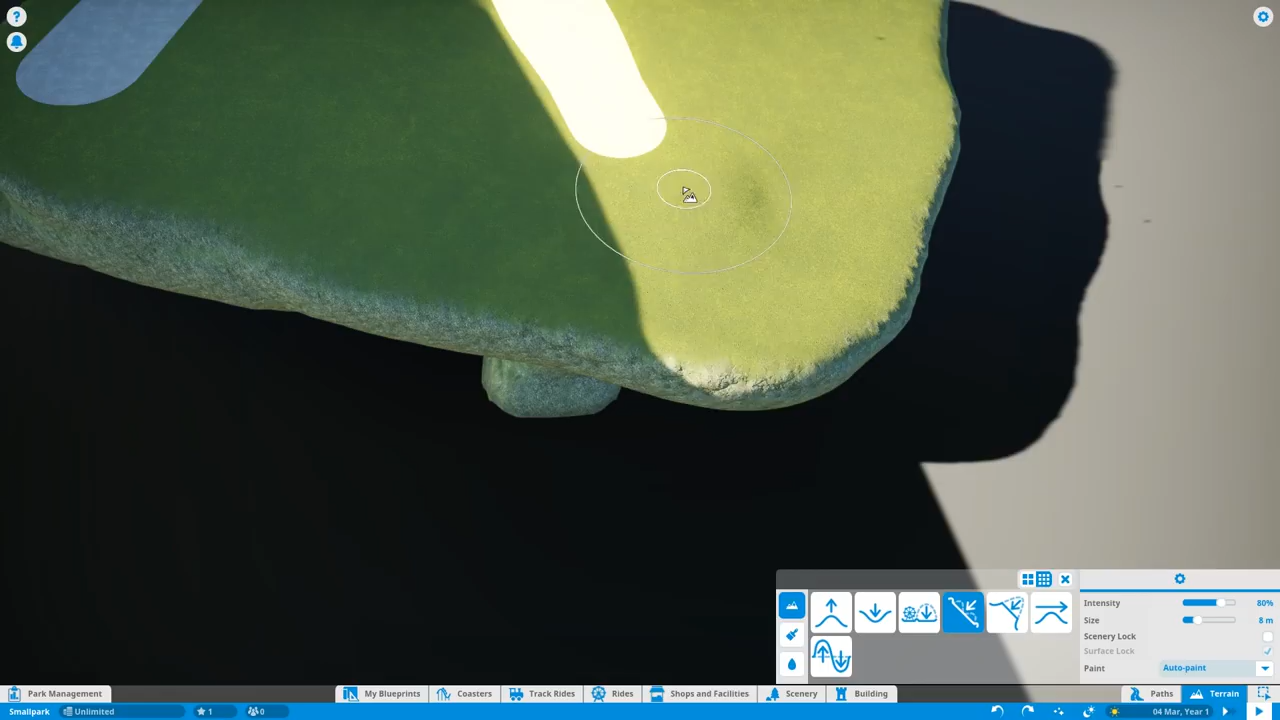 ?
Intensity 80%
Size 8 m
Scenery Lock
Surface Lock
Paint Auto-paint
Park Management My Blueprints Coasters Track Rides Rides Shops and Facilities Scenery Building Paths Terrain
Smallpark Unlimited 1 0 04 Mar, Year 1